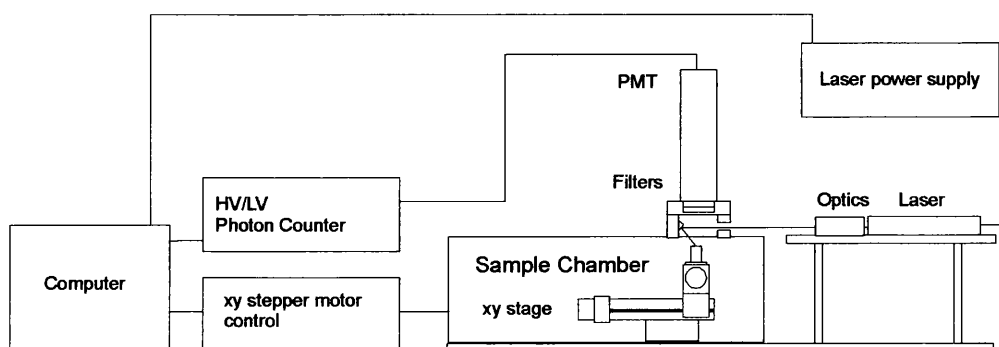 Laser power supply
PMT
Filters
HV/LV
Photon Counter
Optics
Laser
Sample Chamber
Computer
xy stepper motor
control
xy stage